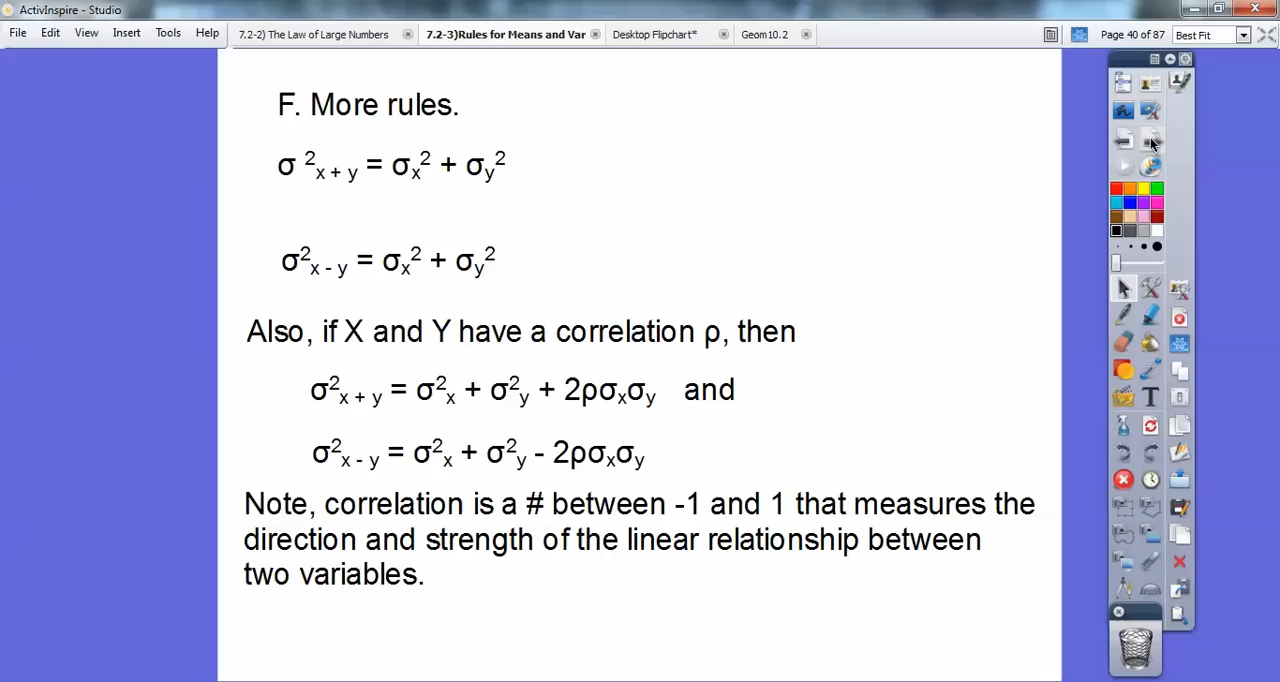 ActivInspire - Studio
File Edit View Insert Tools Help 7.2-2) The Law of Large Numbers 7.2-3)Rules for Means and Var Desktop Flipchart* Geom10.2 Page 40 of 87 Best Fit
F. More rules.
σ ²ₓ ₊ y = σₓ² + σy²
σ²ₓ ₋ y = σₓ² + σy²
Also, if X and Y have a correlation ρ, then
σ²ₓ ₊ y = σ²ₓ + σ²y + 2ρσₓσy and
σ²ₓ ₋ y = σ²ₓ + σ²y - 2ρσₓσy
Note, correlation is a # between -1 and 1 that measures the
direction and strength of the linear relationship between
two variables.